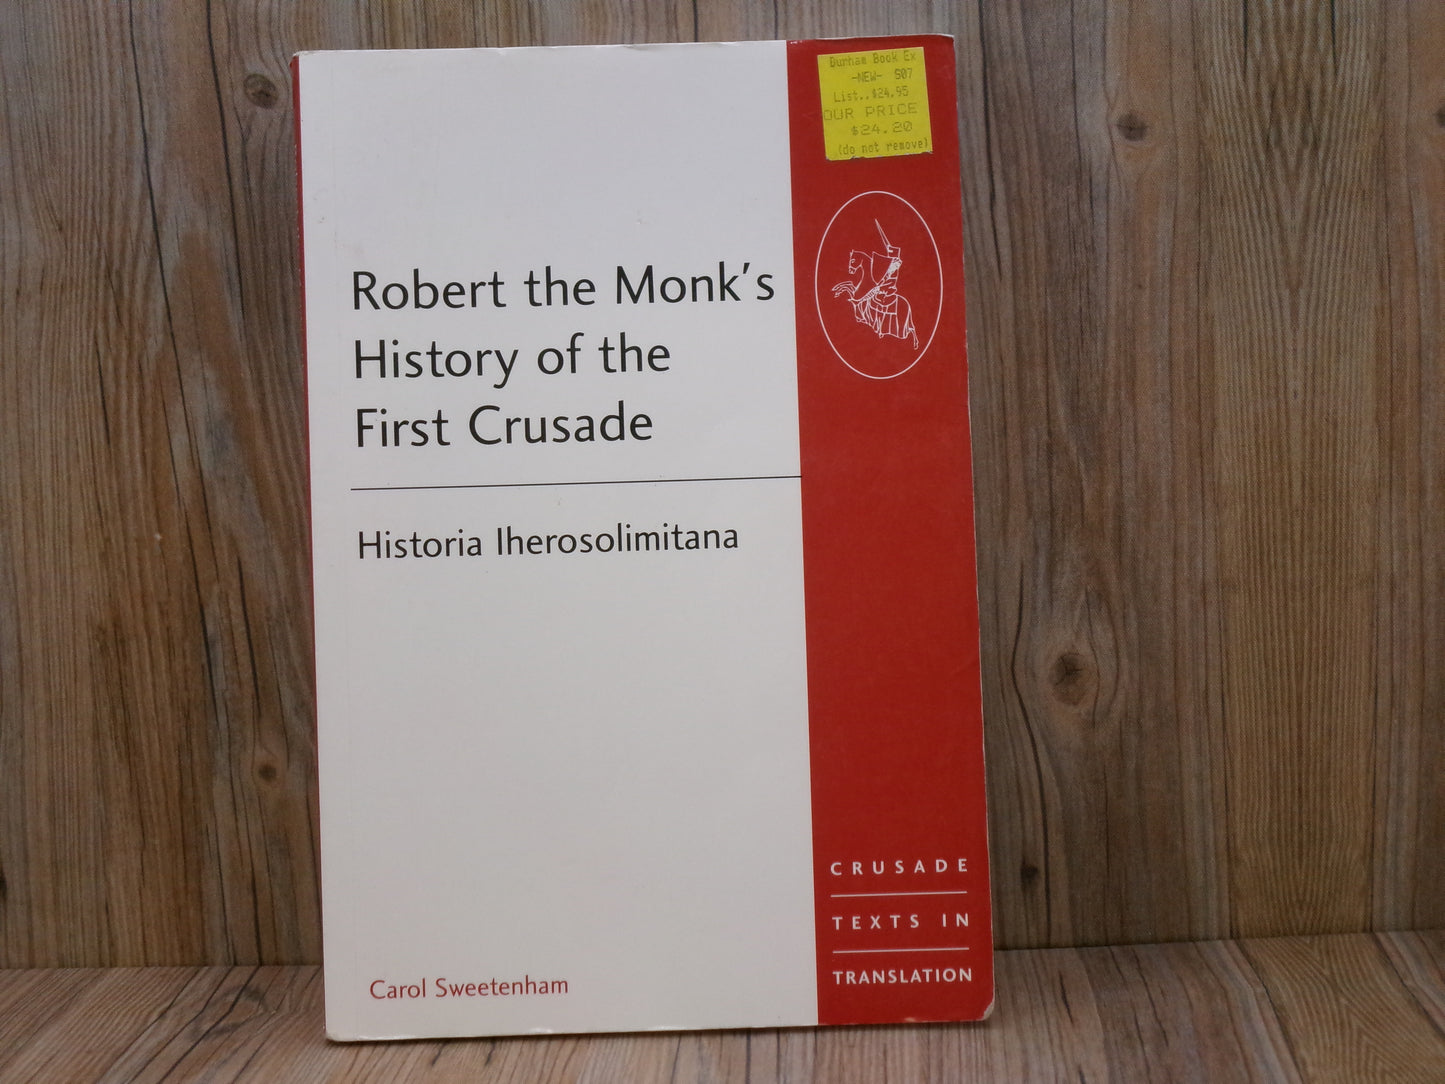 Durham Book Ex
-NEW- S07
List..$24.95
OUR PRICE
$24.20
(do not remove)
Robert the Monk's
History of the
First Crusade
Historia Iherosolimitana
Carol Sweetenham
CRUSADE
TEXTS IN
TRANSLATION